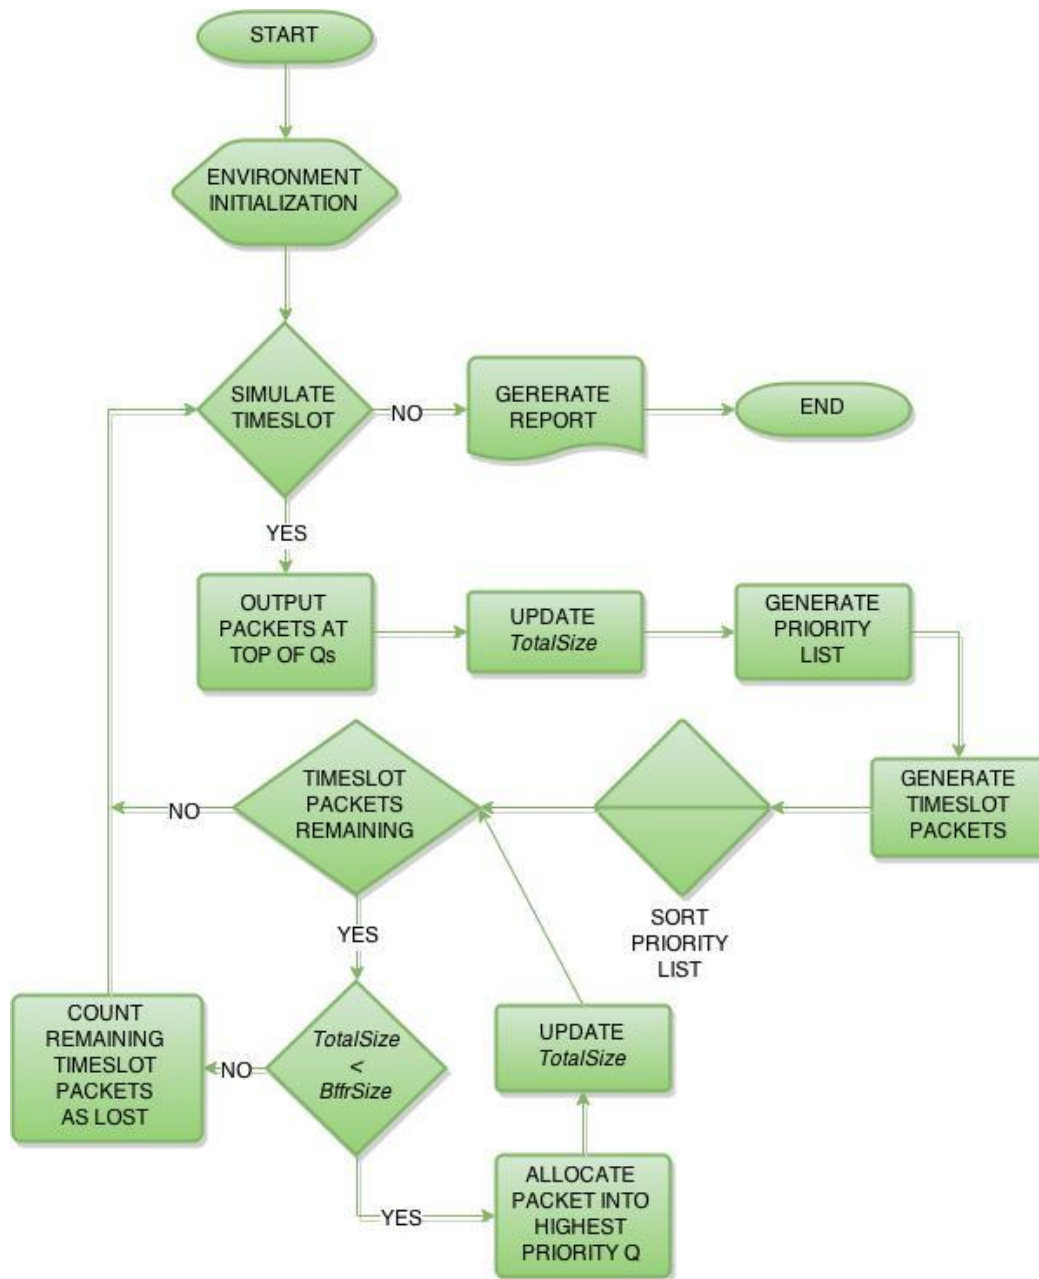 START
ENVIRONMENT
INITIALIZATION
SIMULATE
TIMESLOT
NO
GERERATE
REPORT
END
YES
OUTPUT
PACKETS AT
TOP OF Qs
UPDATE
TotalSize
GENERATE
PRIORITY
LIST
GENERATE
TIMESLOT
PACKETS
SORT
PRIORITY
LIST
TIMESLOT
PACKETS
REMAINING
NO
YES
TotalSize
<
BffrSize
NO
COUNT
REMAINING
TIMESLOT
PACKETS
AS LOST
YES
ALLOCATE
PACKET INTO
HIGHEST
PRIORITY Q
UPDATE
TotalSize